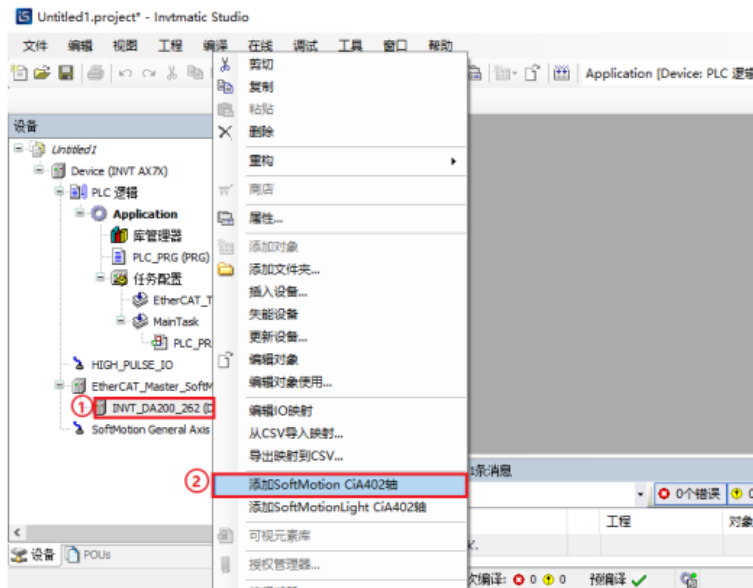 Untitled1.project* - Invtmatic Studio
文件 编辑 视图 工程 编译 在线 调试 工具 窗口 帮助
Application [Device: PLC 逻辑
设备
Untitled1
Device (INVT AX7X)
PLC 逻辑
Application
库管理器
PLC_PRG (PRG)
任务配置
EtherCAT_T
MainTask
PLC_PR
HIGH_PULSE_IO
EtherCAT_Master_SoftM
① INVT_DA200_262 (D
SoftMotion General Axis
设备 POUs
剪切
复制
粘贴
删除
重构
商店
属性...
添加对象
添加文件夹...
插入设备...
失能设备
更新设备...
编辑对象
编辑对象使用...
编辑IO映射
从CSV导入映射...
导出映射到CSV...
② 添加SoftMotion CiA402轴
添加SoftMotionLight CiA402轴
可视元素库
授权管理器...
条消息
0个错误
工程 对象
次编译: 0 0 预编译